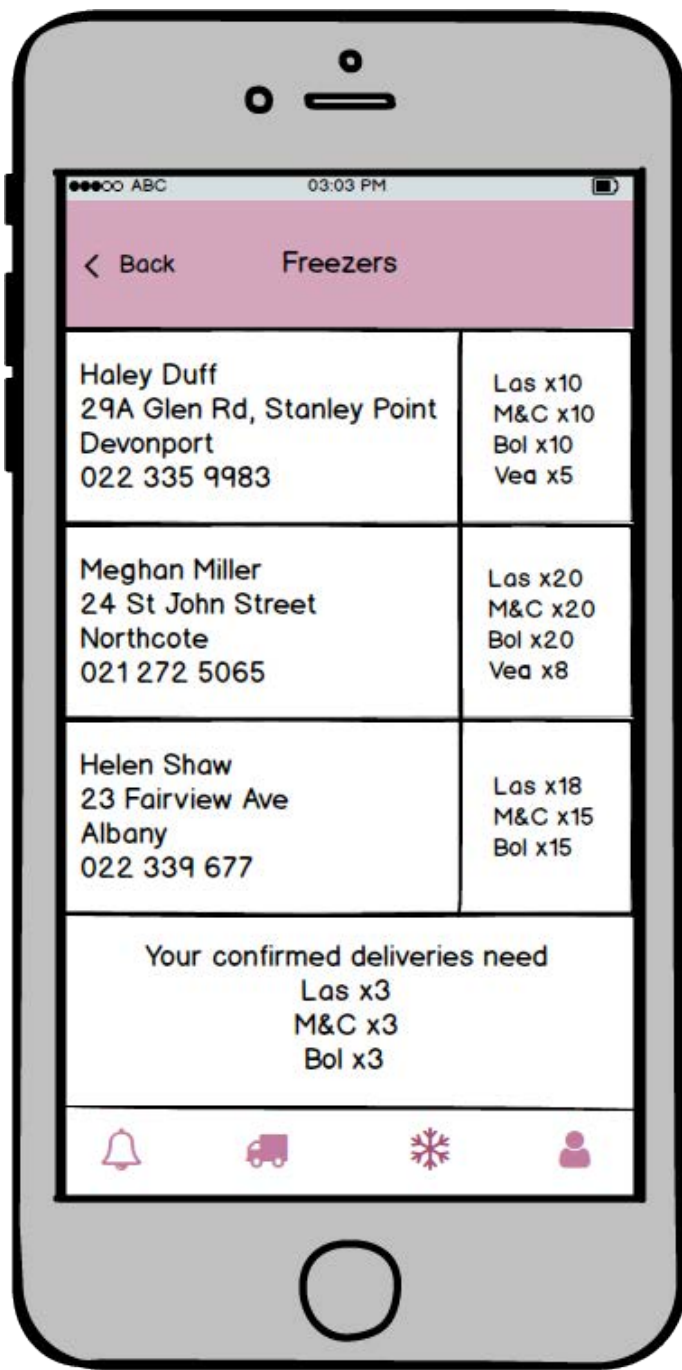 ABC 03:03 PM
Back Freezers
Haley Duff
29A Glen Rd, Stanley Point
Devonport
022 335 9983
Las x10
M&C x10
Bol x10
Veg x5
Meghan Miller
24 St John Street
Northcote
021 272 5065
Las x20
M&C x20
Bol x20
Veg x8
Helen Shaw
23 Fairview Ave
Albany
022 339 677
Las x18
M&C x15
Bol x15
Your confirmed deliveries need
Las x3
M&C x3
Bol x3